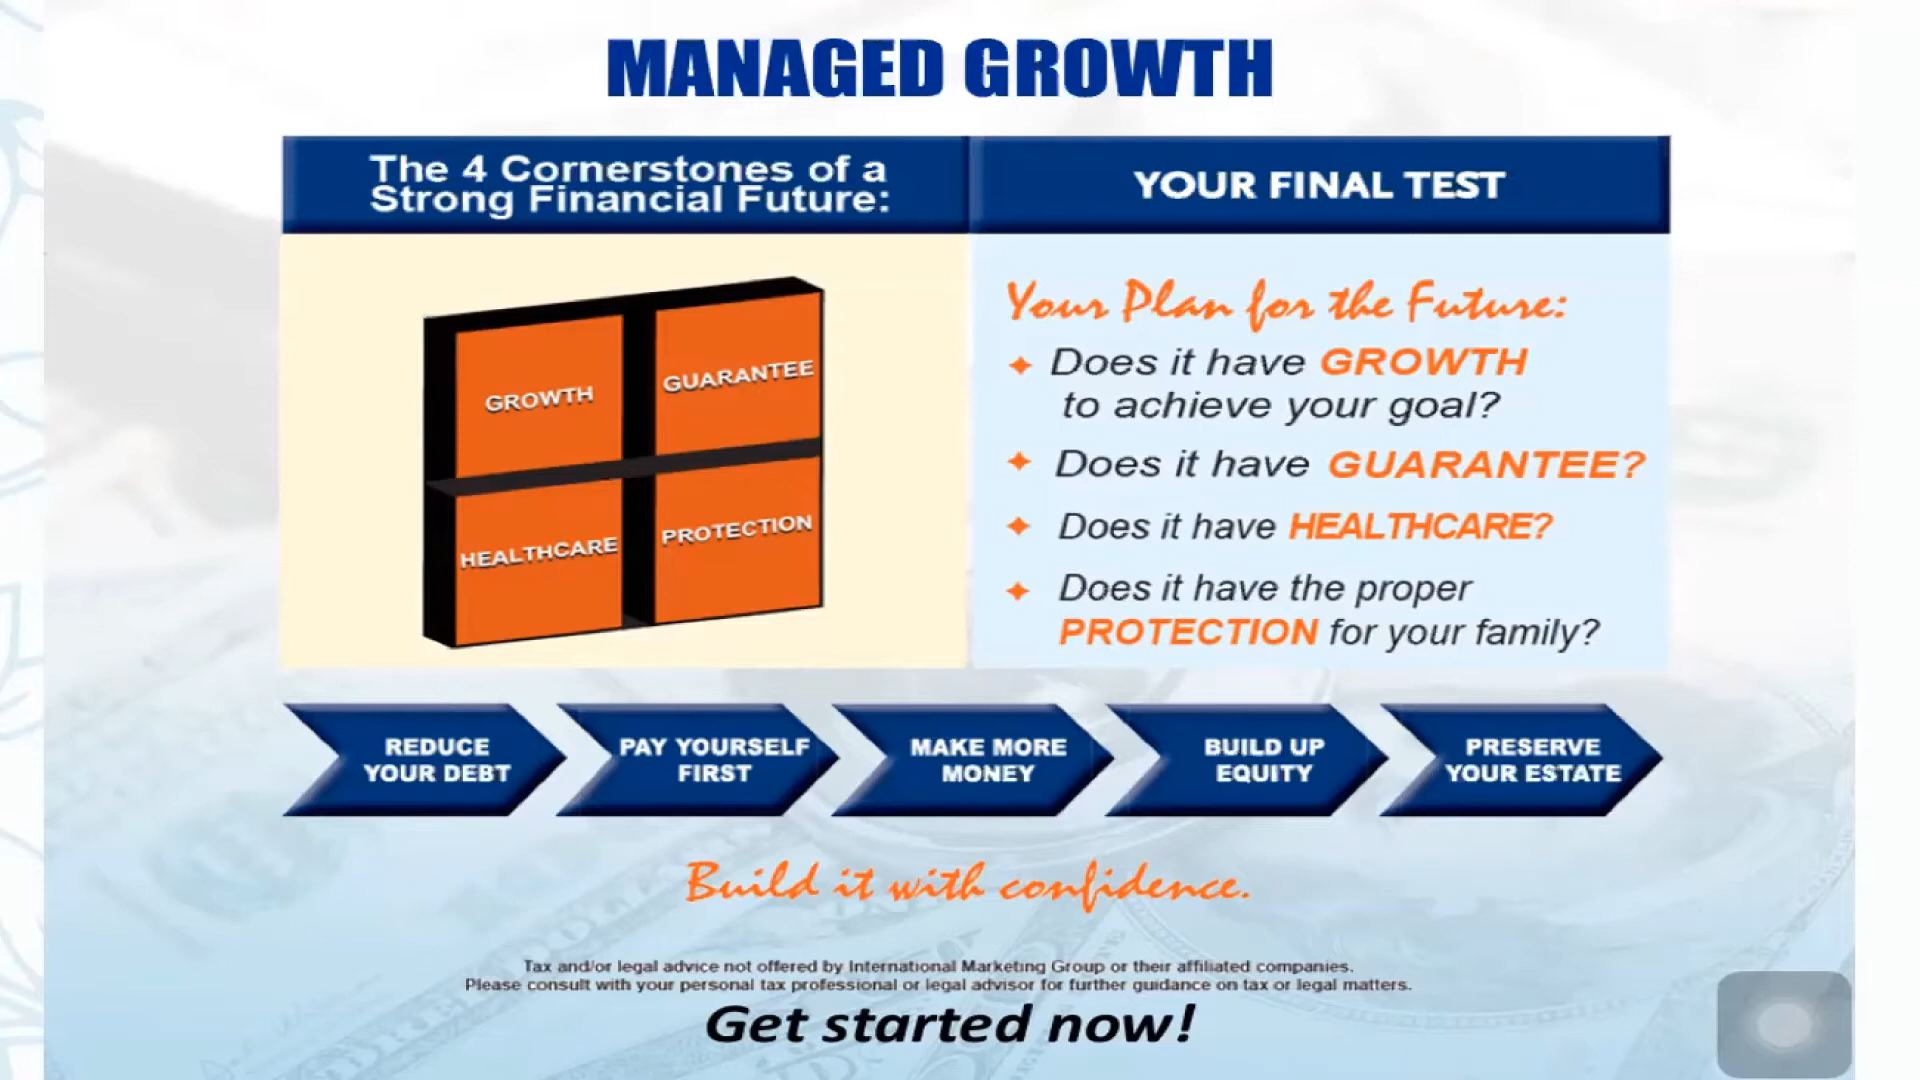 MANAGED GROWTH
The 4 Cornerstones of a
Strong Financial Future:
YOUR FINAL TEST
GROWTH
GUARANTEE
HEALTHCARE
PROTECTION
Your Plan for the Future:
Does it have GROWTH
to achieve your goal?
Does it have GUARANTEE?
Does it have HEALTHCARE?
Does it have the proper
PROTECTION for your family?
REDUCE
YOUR DEBT
PAY YOURSELF
FIRST
MAKE MORE
MONEY
BUILD UP
EQUITY
PRESERVE
YOUR ESTATE
Build it with confidence.
Tax and/or legal advice not offered by International Marketing Group or their affiliated companies.
Please consult with your personal tax professional or legal advisor for further guidance on tax or legal matters.
Get started now!